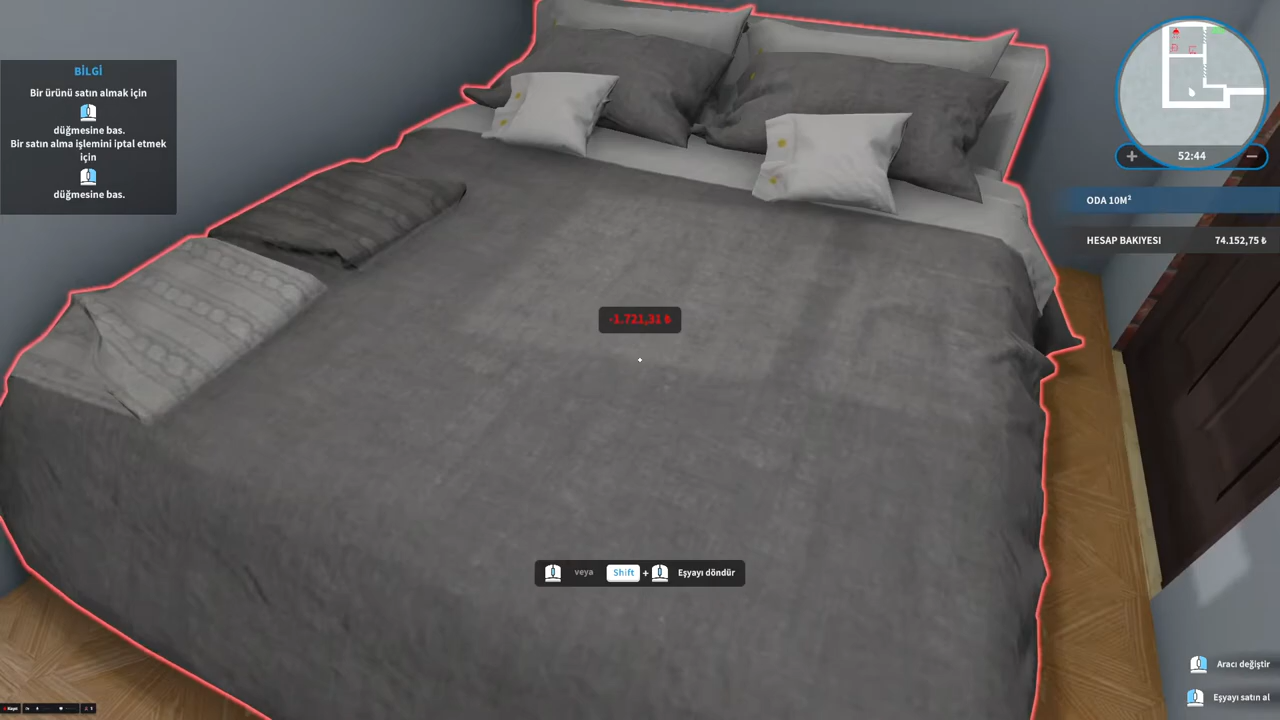 BİLGİ
Bir ürünü satın almak için
düğmesine bas.
Bir satın alma işlemini iptal etmek
için
düğmesine bas.
52:44
ODA 10M²
HESAP BAKIYESI 74.152,75 ₺
-1.721,31 ₺
veya Shift + Eşyayı döndür
Aracı değiştir
Eşyayı satın al